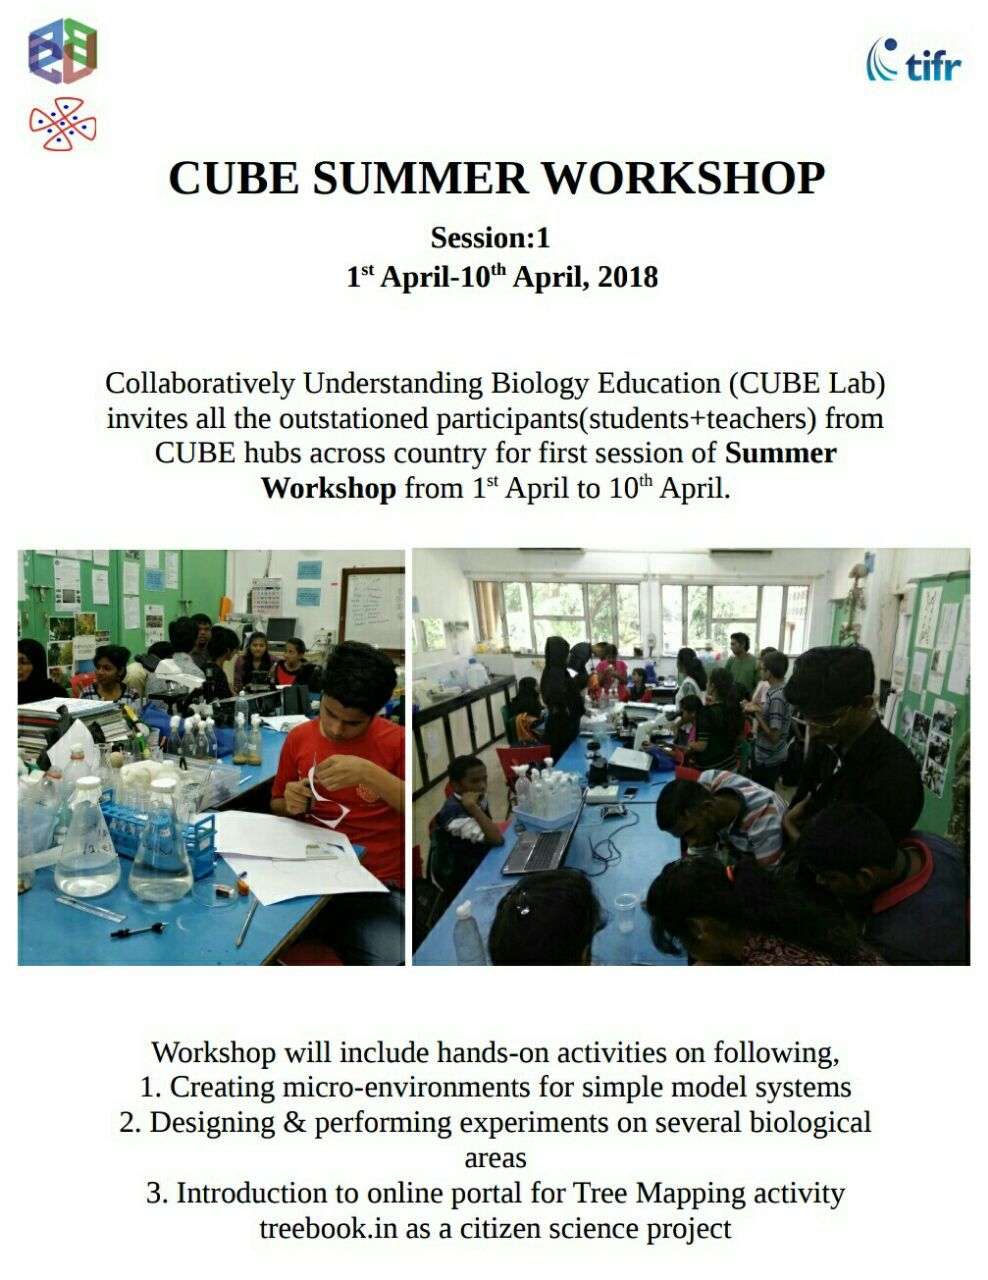 tifr
CUBE SUMMER WORKSHOP
Session:1
1st April-10th April, 2018
Collaboratively Understanding Biology Education (CUBE Lab)
invites all the outstationed participants(students+teachers) from
CUBE hubs across country for first session of Summer
Workshop from 1st April to 10th April.
Workshop will include hands-on activities on following,
1. Creating micro-environments for simple model systems
2. Designing & performing experiments on several biological
areas
3. Introduction to online portal for Tree Mapping activity
treebook.in as a citizen science project